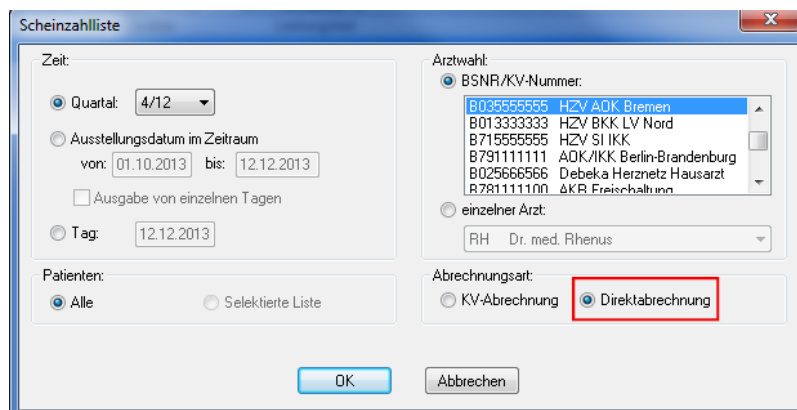 Scheinzahlliste
Zeit:
Quartal: 4/12
Ausstellungsdatum im Zeitraum
von: 01.10.2013 bis: 12.12.2013
Ausgabe von einzelnen Tagen
Tag: 12.12.2013
Patienten:
Alle Selektierte Liste
Arztwahl:
BSNR/KV-Nummer:
B035555555 HZV AOK Bremen
B013333333 HZV BKK LV Nord
B715555555 HZV SI IKK
B791111111 AOK/IKK Berlin-Brandenburg
B025666566 Debeka Herznetz Hausarzt
B781111100 AKR Freischaltung
einzelner Arzt:
RH Dr. med. Rhenus
Abrechnungsart:
KV-Abrechnung Direktabrechnung
OK Abbrechen